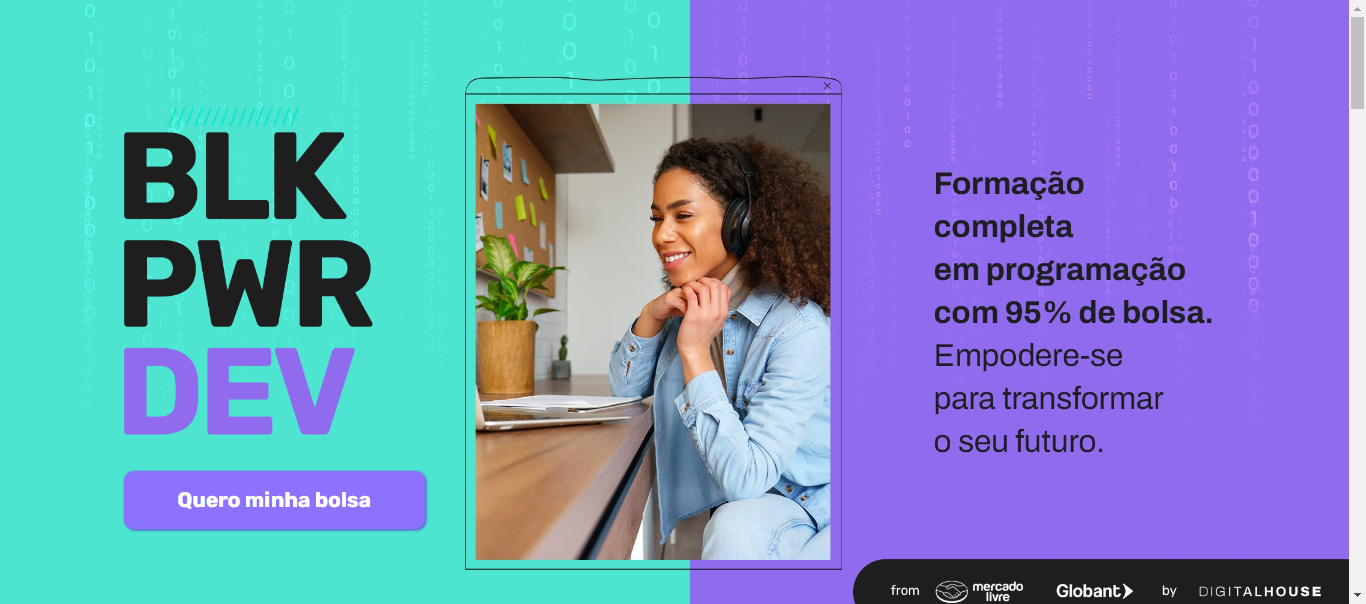 BLK
PWR
DEV
Quero minha bolsa
Formação
completa
em programação
com 95% de bolsa.
Empodere-se
para transformar
o seu futuro.
from mercado livre Globant by DIGITALHOUSE